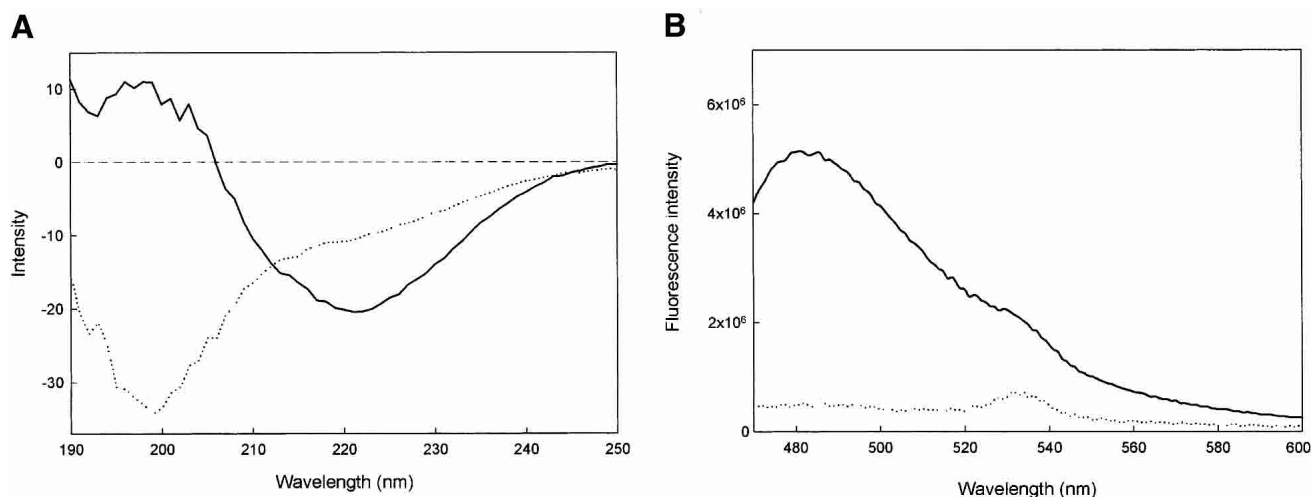 A
Intensity
10
0
-10
-20
-30
190 200 210 220 230 240 250
Wavelength (nm)
B
Fluorescence intensity
6x10⁶
4x10⁶
2x10⁶
0
480 500 520 540 560 580 600
Wavelength (nm)